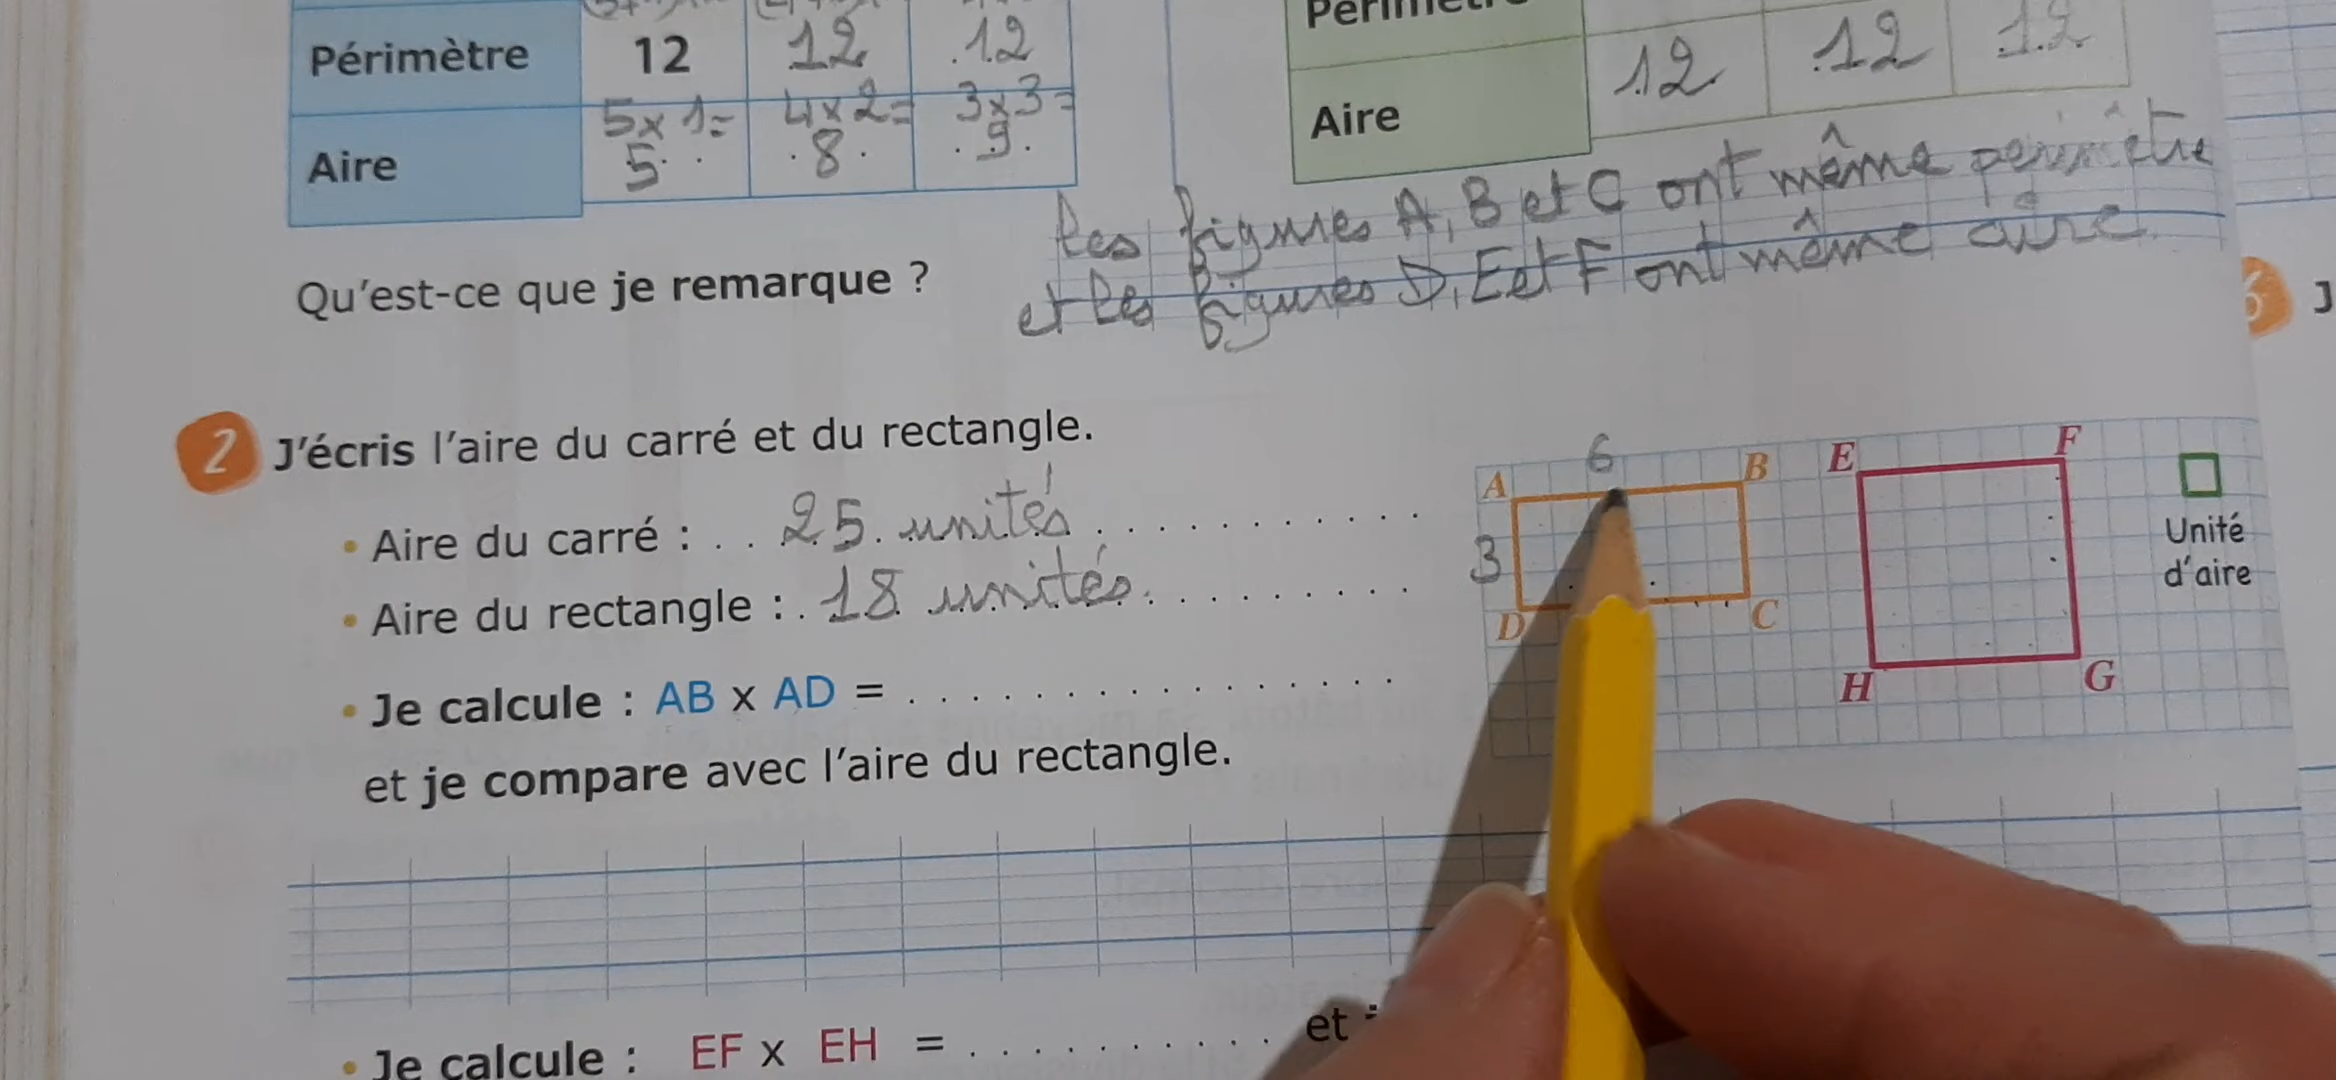 Périmètre 12 12 12
Aire 5x1= 5 4x2= 8 3x3= 9
Aire 12 12 12
Qu'est-ce que je remarque ?
Les figures A, B et C ont même périmètre
et les figures D, E et F ont même aire
2 J'écris l'aire du carré et du rectangle.
• Aire du carré : 25 unités
• Aire du rectangle : 18 unités
• Je calcule : AB x AD =
et je compare avec l'aire du rectangle.
• Je calcule : EF x EH = et
6
A B
3
D C
E F
H G
Unité
d'aire
J